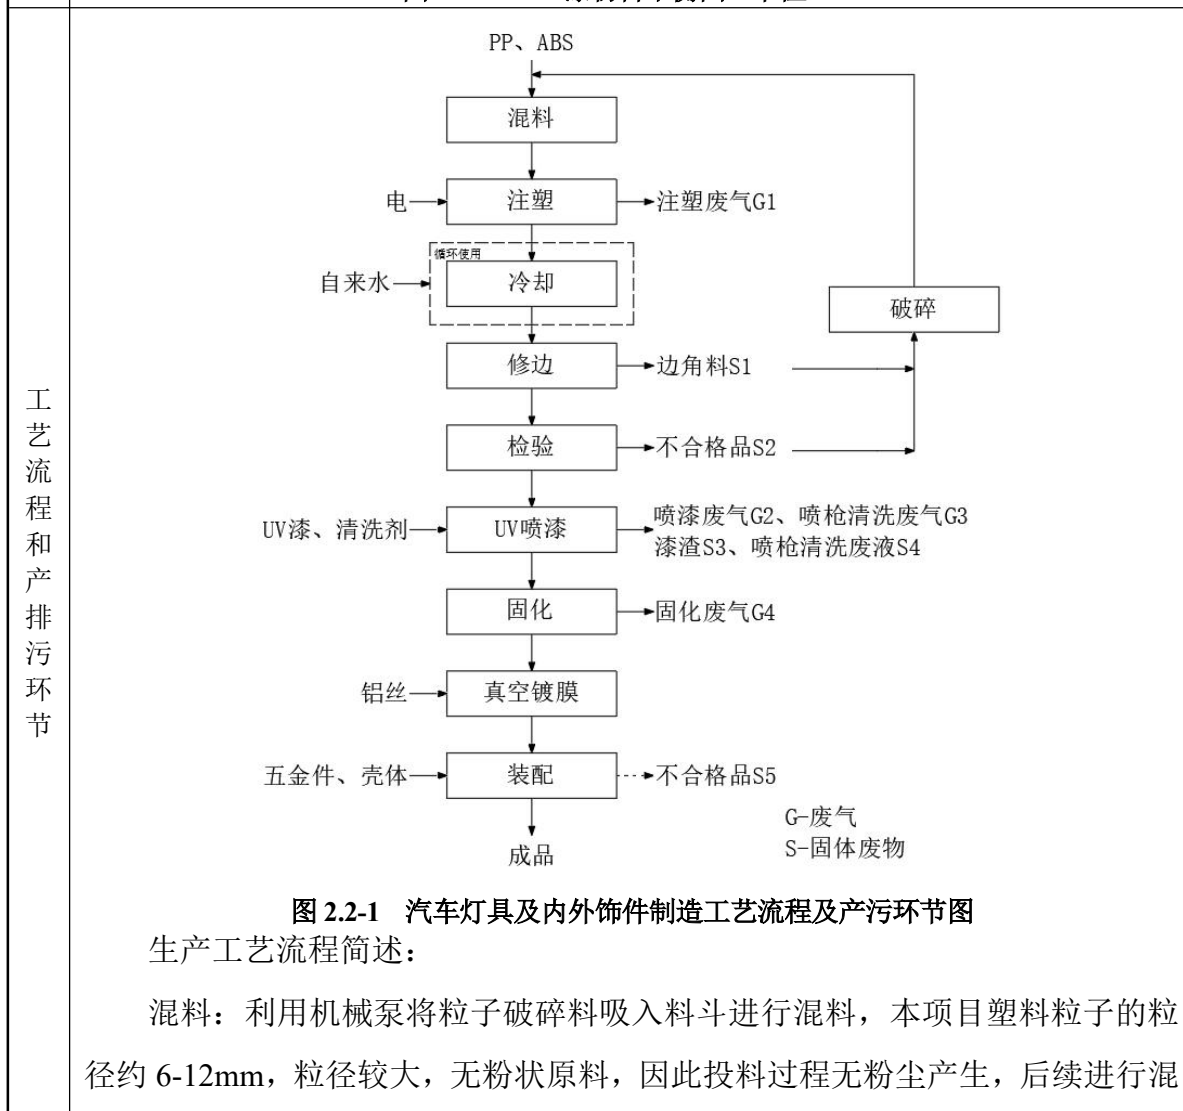 PP、ABS
混料
电
注塑
注塑废气G1
循环使用
自来水
冷却
破碎
修边
边角料S1
检验
不合格品S2
UV漆、清洗剂
UV喷漆
喷漆废气G2、喷枪清洗废气G3
漆渣S3、喷枪清洗废液S4
固化
固化废气G4
铝丝
真空镀膜
五金件、壳体
装配
不合格品S5
成品
G-废气
S-固体废物
工艺流程和产排污环节
图 2.2-1 汽车灯具及内外饰件制造工艺流程及产污环节图
生产工艺流程简述：
混料：利用机械泵将粒子破碎料吸入料斗进行混料，本项目塑料粒子的粒
径约 6-12mm，粒径较大，无粉状原料，因此投料过程无粉尘产生，后续进行混